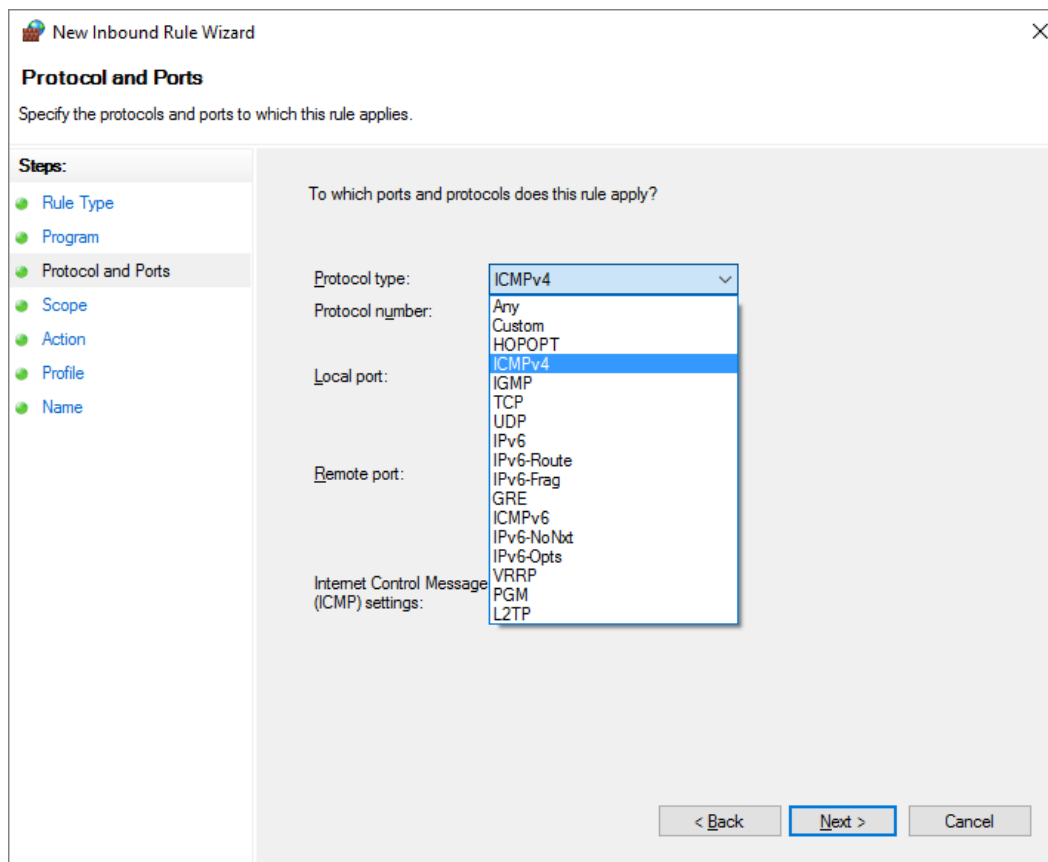 New Inbound Rule Wizard
Protocol and Ports
Specify the protocols and ports to which this rule applies.
Steps:
Rule Type
Program
Protocol and Ports
Scope
Action
Profile
Name
To which ports and protocols does this rule apply?
Protocol type: ICMPv4
Protocol number:
Local port:
Remote port:
Internet Control Message
(ICMP) settings:
Any
Custom
HOPOPT
ICMPv4
IGMP
TCP
UDP
IPv6
IPv6-Route
IPv6-Frag
GRE
ICMPv6
IPv6-NoNxt
IPv6-Opts
VRRP
PGM
L2TP
< Back Next > Cancel